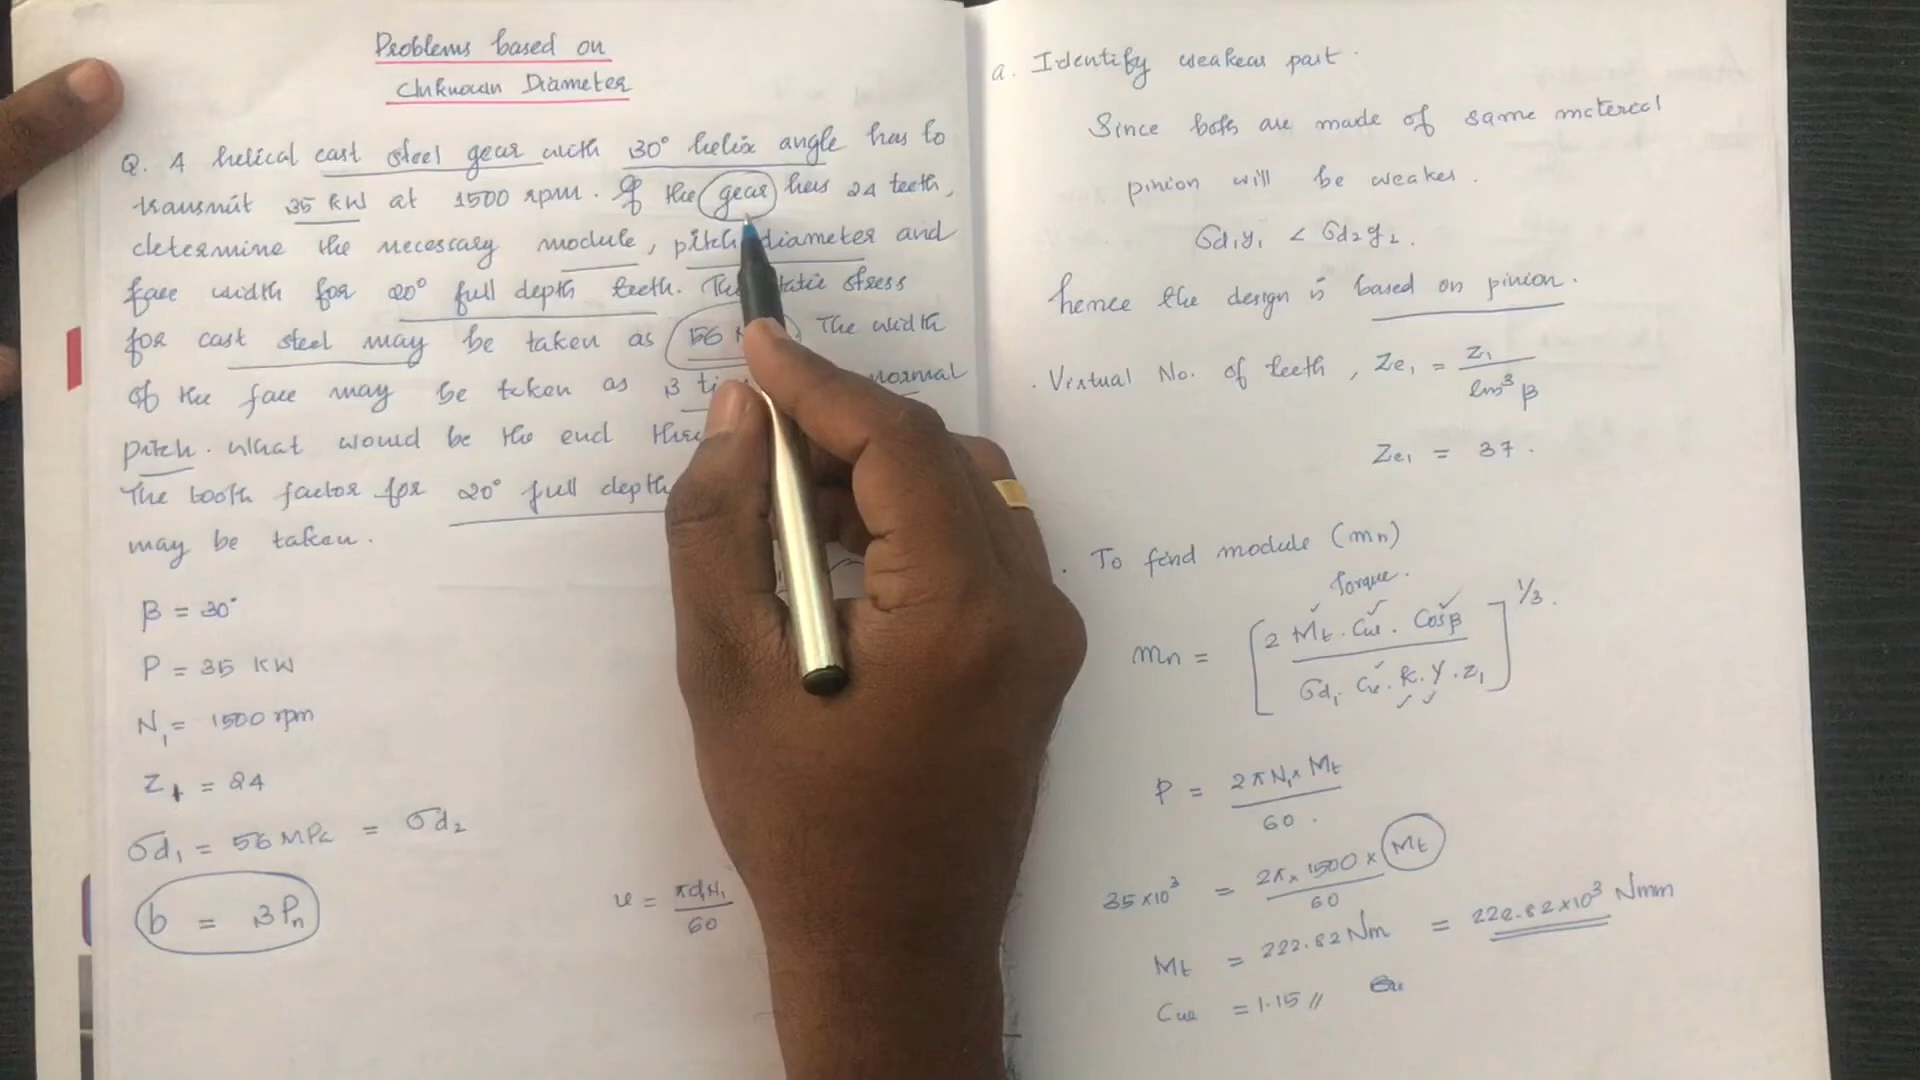 Problems based on
Unknown Diameter
Q. A helical cast steel gear with 30° helix angle has to
transmit 35 KW at 1500 rpm. If the gear has 24 teeth,
determine the necessary module, pitch diameter and
face width for 20° full depth teeth. The static stress
for cast steel may be taken as 56 The width
of the face may be taken as 3 normal
pitch. What would be the end
The tooth factor for 20° full depth
may be taken.
β = 30°
P = 35 KW
N₁ = 1500 rpm
Z₁ = 24
σd₁ = 56 MPa = σd₂
b = 3Pn
v = πd₁N₁ / 60
a. Identify weaker part.
Since both are made of same matereal
pinion will be weaker.
σd₁y₁ < σd₂y₂.
hence the design is based on pinion.
Virtual No. of teeth, Ze₁ = Z₁ / cos³ β
Ze₁ = 37.
To find module (mn)
Torque.
mn = [2 Mt. Cw. Cosβ / σd₁. Cv. K. Y. Z₁]^1/3.
P = 2πN₁ × Mt / 60.
35×10³ = 2π × 1500 × Mt / 60
Mt = 222.82 Nm = 222.82×10³ Nmm
Cw = 1.15 //